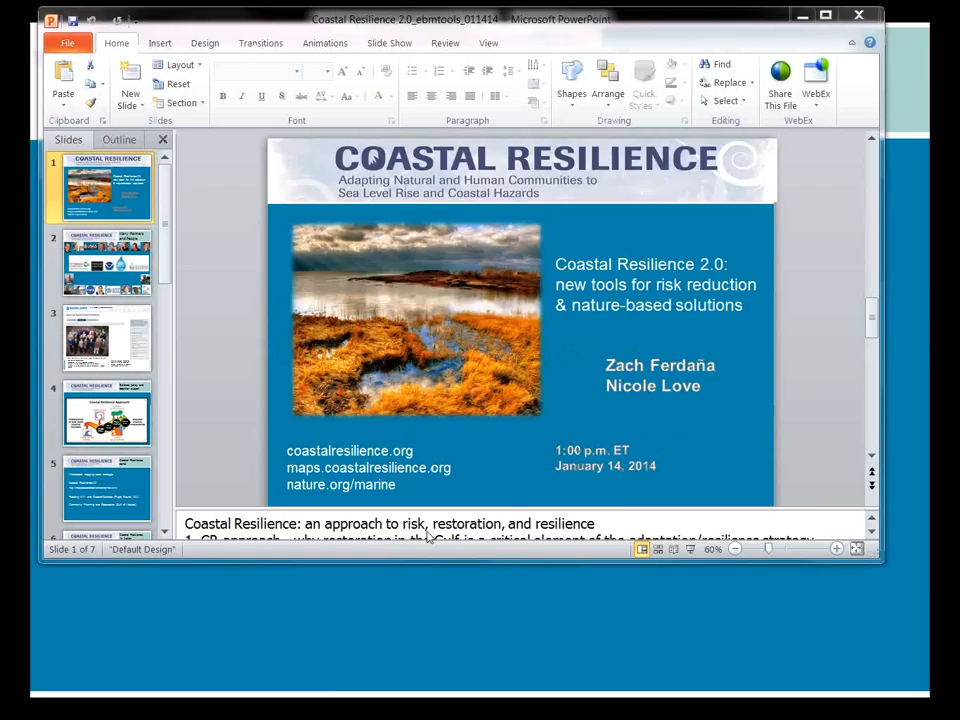 Coastal Resilience 2.0_ebmtools_011414 - Microsoft PowerPoint
File
Home
Insert
Design
Transitions
Animations
Slide Show
Review
View
Paste
New
Slide
Layout
Reset
Section
Shapes
Arrange
Quick
Styles
Find
Replace
Select
Share
This File
WebEx
Clipboard
Slides
Font
Paragraph
Drawing
Editing
WebEx
Slides
Outline
1
2
3
4
5
COASTAL RESILIENCE
Adapting Natural and Human Communities to
Sea Level Rise and Coastal Hazards
Coastal Resilience 2.0:
new tools for risk reduction
& nature-based solutions
Zach Ferdaña
Nicole Love
coastalresilience.org
maps.coastalresilience.org
nature.org/marine
1:00 p.m. ET
January 14, 2014
Coastal Resilience: an approach to risk, restoration, and resilience
1. CR approach - why restoration in the Gulf is a critical element of the adaptation/resilience strategy
Slide 1 of 7
"Default Design"
60%